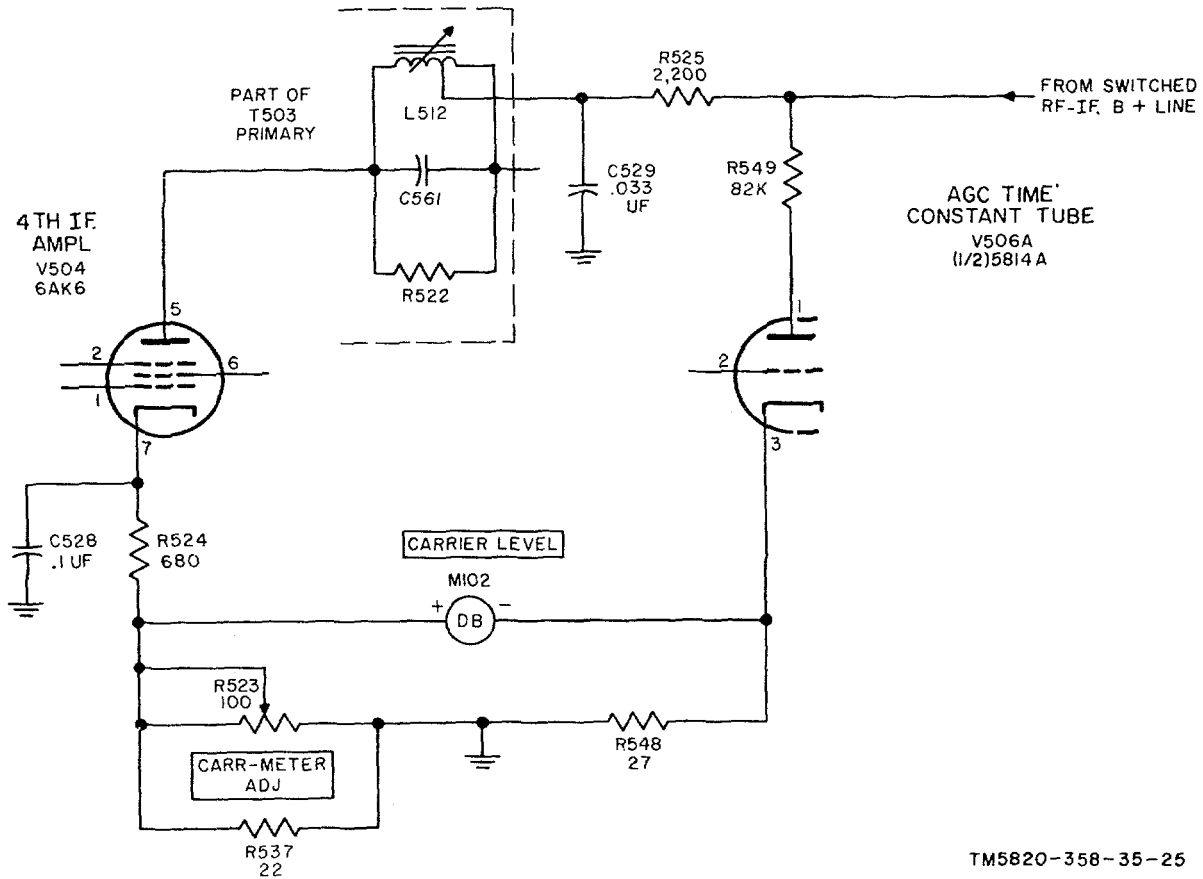 PART OF
T503
PRIMARY
L512
C561
R522
R525
2,200
FROM SWITCHED
RF-IF. B + LINE
C529
.033
UF
R549
82K
AGC TIME'
CONSTANT TUBE
V506A
(1/2)5814A
4TH IF.
AMPL
V504
6AK6
5
2
6
1
7
1
2
3
C528
.1UF
R524
680
CARRIER LEVEL
M102
+
DB
-
R523
100
CARR-METER
ADJ
R548
27
R537
22
TM5820-358-35-25